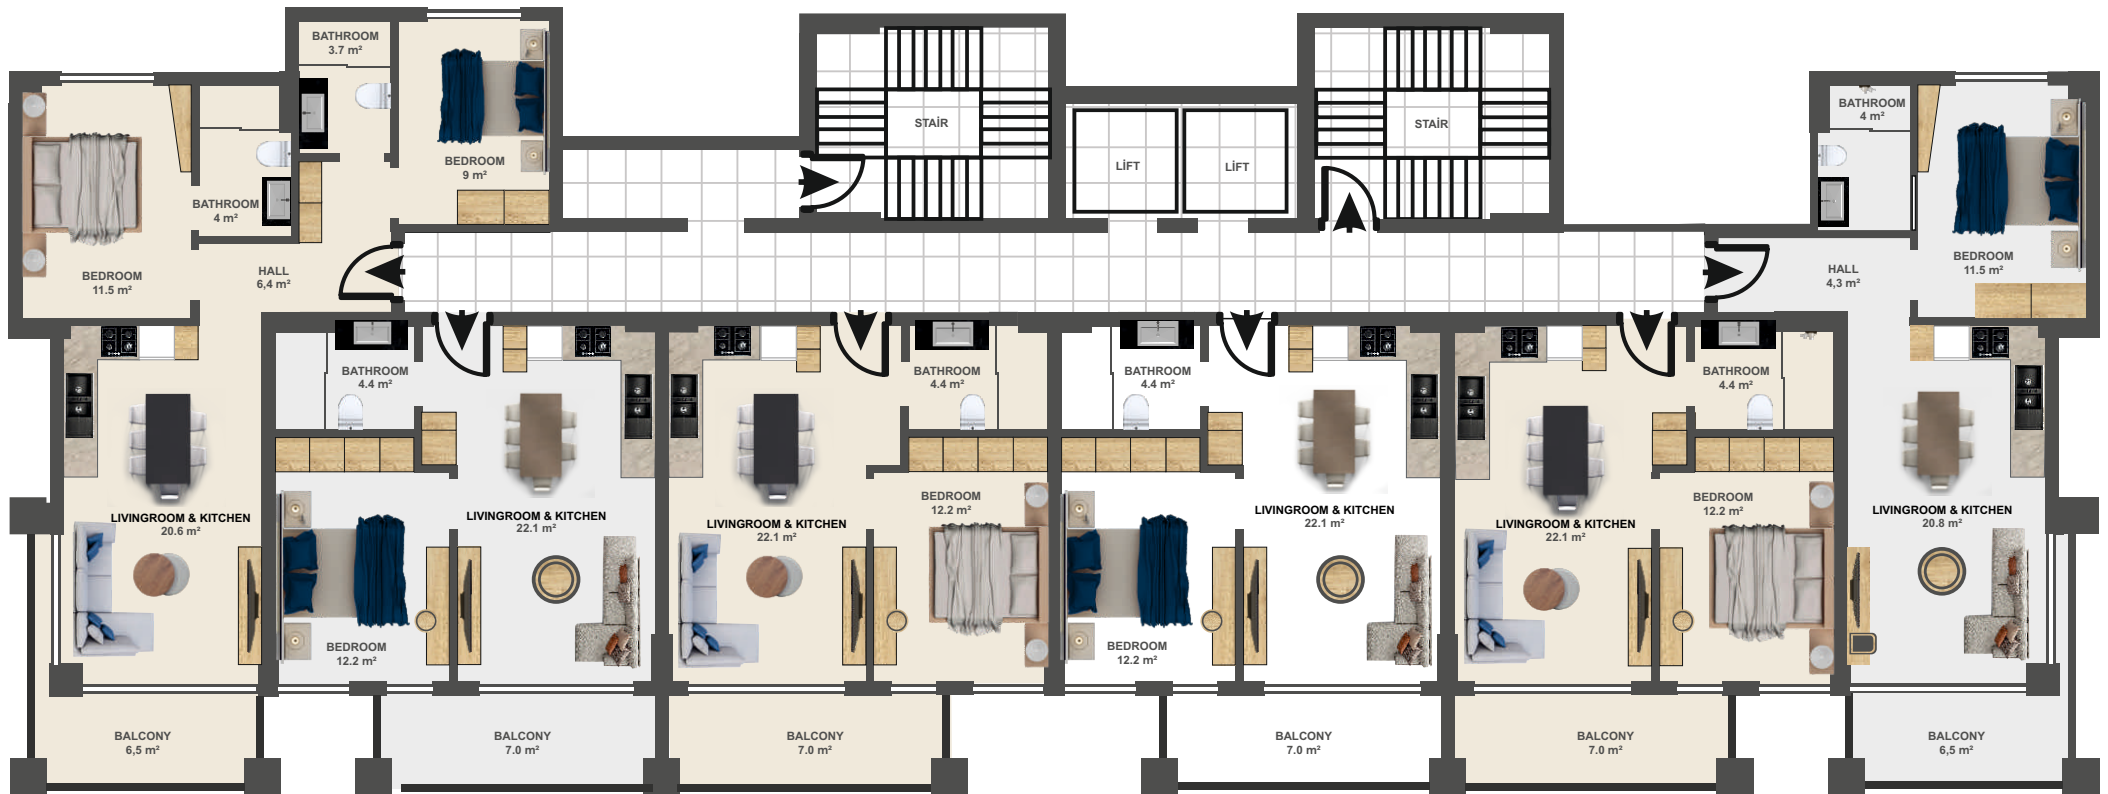 BATHROOM
3.7 m²
BEDROOM
9 m²
BATHROOM
4 m²
BEDROOM
11.5 m²
HALL
6,4 m²
STAİR
LİFT
LİFT
STAİR
BATHROOM
4 m²
BEDROOM
11.5 m²
HALL
4,3 m²
LIVINGROOM & KITCHEN
20.6 m²
BALCONY
6,5 m²
BATHROOM
4.4 m²
LIVINGROOM & KITCHEN
22.1 m²
BEDROOM
12.2 m²
BALCONY
7.0 m²
BATHROOM
4.4 m²
LIVINGROOM & KITCHEN
22.1 m²
BEDROOM
12.2 m²
BALCONY
7.0 m²
BATHROOM
4.4 m²
LIVINGROOM & KITCHEN
22.1 m²
BEDROOM
12.2 m²
BALCONY
7.0 m²
BATHROOM
4.4 m²
LIVINGROOM & KITCHEN
22.1 m²
BEDROOM
12.2 m²
BALCONY
7.0 m²
LIVINGROOM & KITCHEN
20.8 m²
BALCONY
6,5 m²